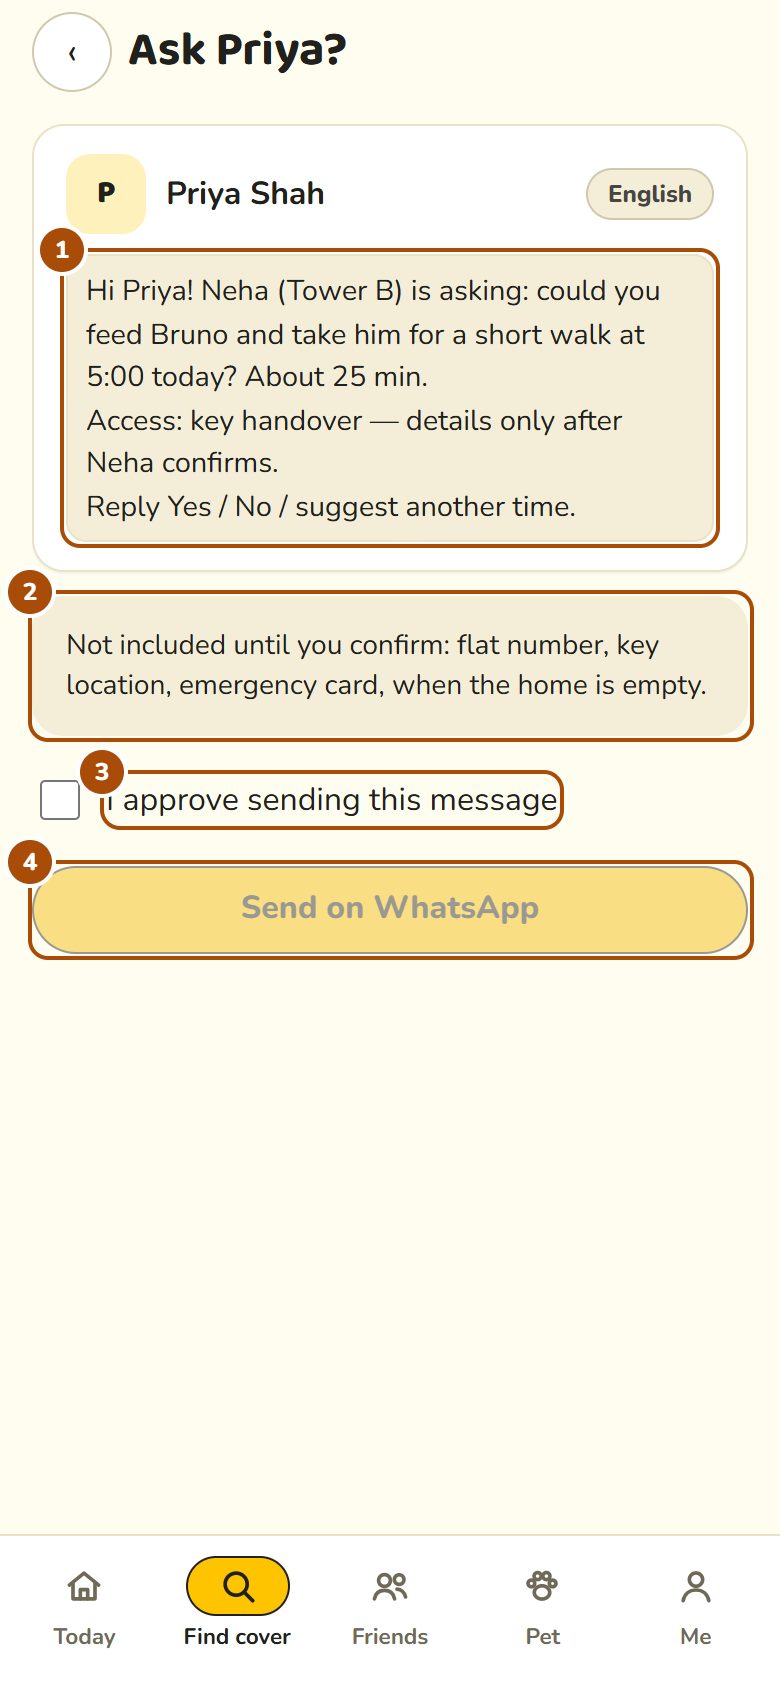 ‹ Ask Priya?
P Priya Shah English
1
Hi Priya! Neha (Tower B) is asking: could you
feed Bruno and take him for a short walk at
5:00 today? About 25 min.
Access: key handover — details only after
Neha confirms.
Reply Yes / No / suggest another time.
2
Not included until you confirm: flat number, key
location, emergency card, when the home is empty.
3
I approve sending this message
4
Send on WhatsApp
Today Find cover Friends Pet Me